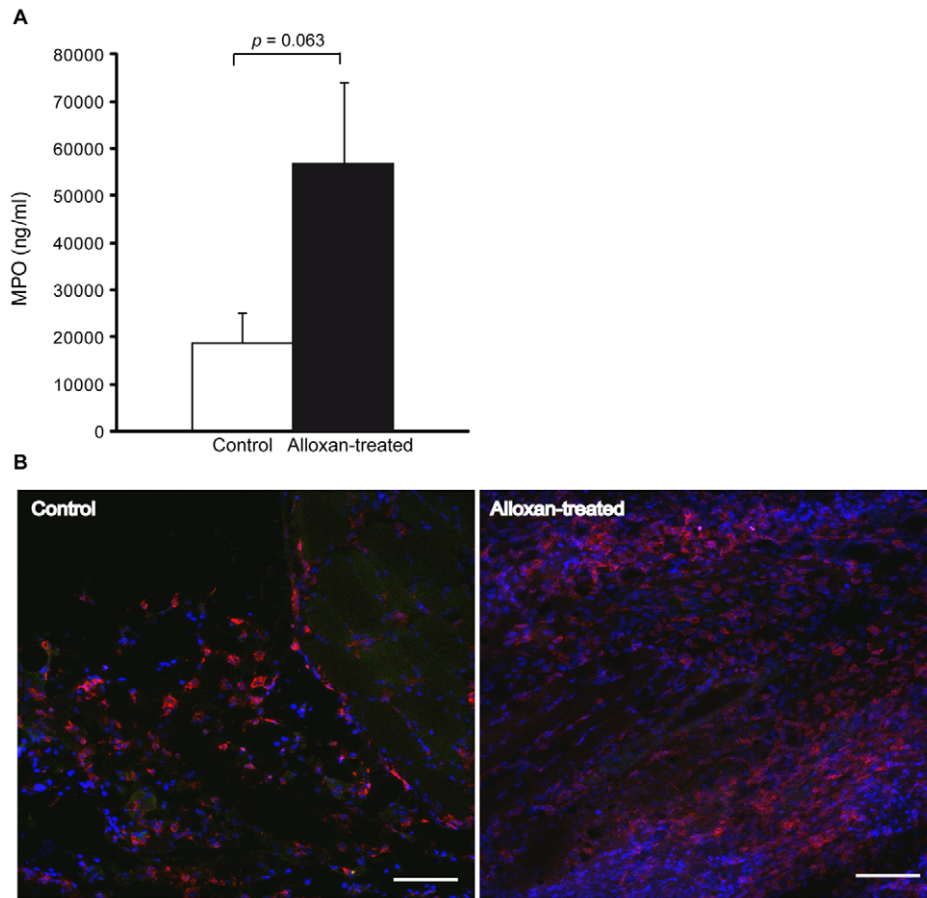 A
p = 0.063
80000
70000
60000
50000
40000
30000
20000
10000
0
MPO (ng/ml)
Control Alloxan-treated
B
Control
Alloxan-treated